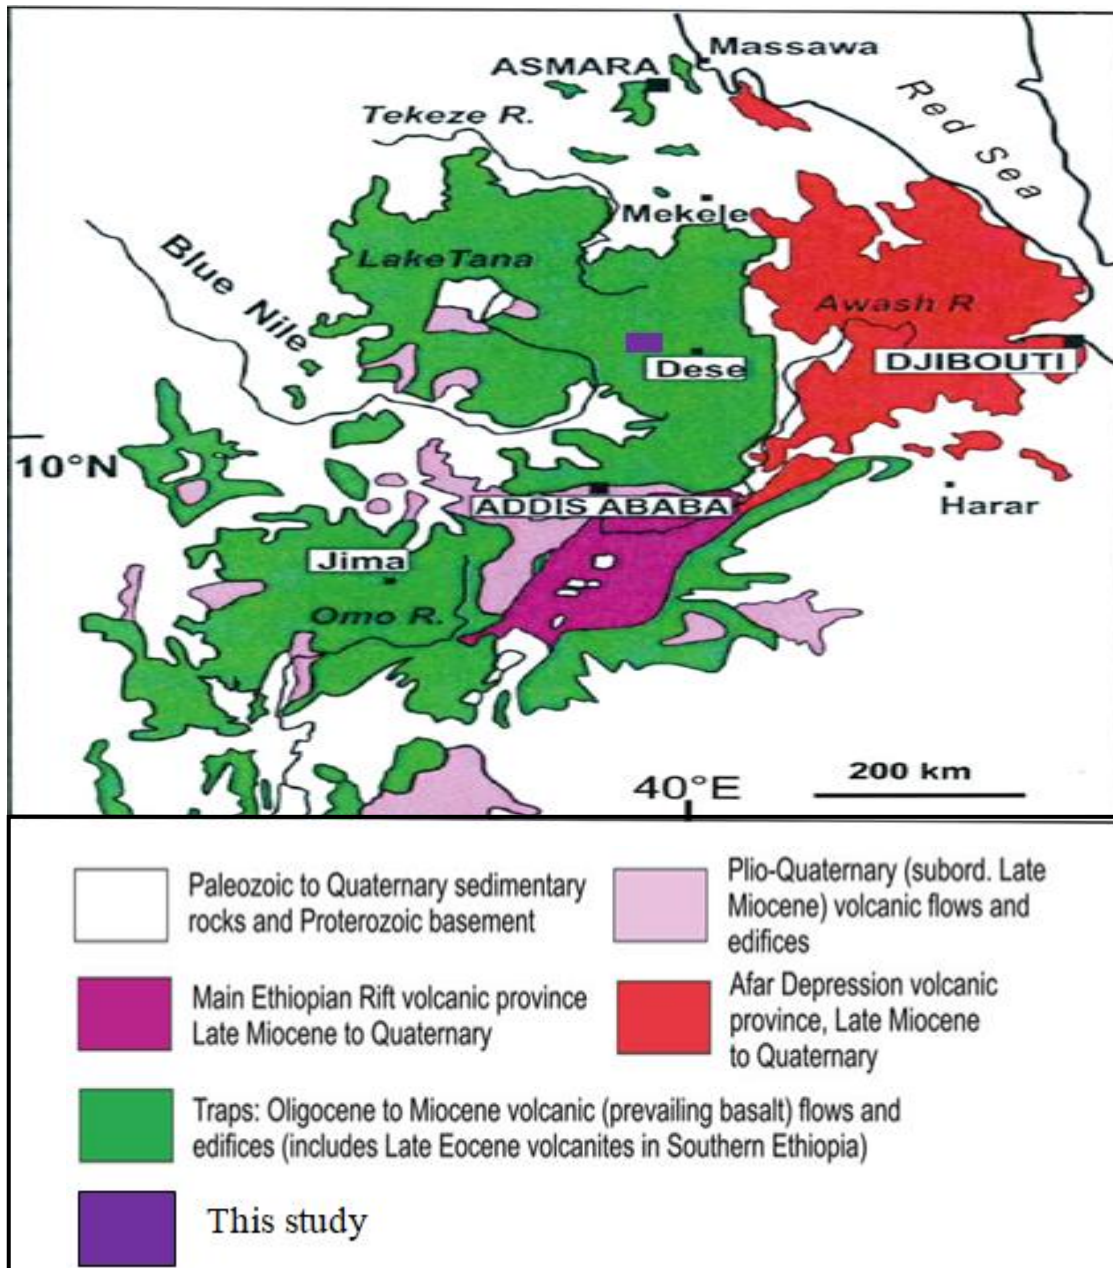 Massawa
ASMARA
Red Sea
Tekeze R.
Mekele
Blue Nile
LakeTana
Awash R
Dese
DJIBOUTI
10°N
ADDIS ABABA
Harar
Jima
Omo R.
40°E
200 km
Paleozoic to Quaternary sedimentary
rocks and Proterozoic basement
Plio-Quaternary (subord. Late
Miocene) volcanic flows and
edifices
Main Ethiopian Rift volcanic province
Late Miocene to Quaternary
Afar Depression volcanic
province, Late Miocene
to Quaternary
Traps: Oligocene to Miocene volcanic (prevailing basalt) flows and
edifices (includes Late Eocene volcanites in Southern Ethiopia)
This study